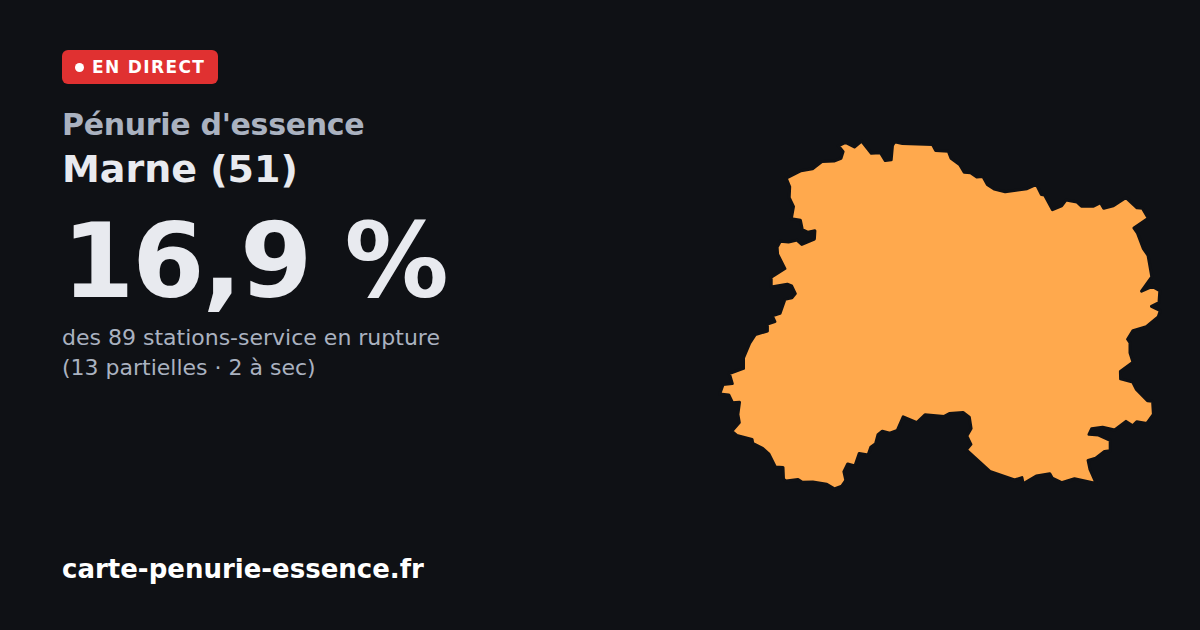 EN DIRECT
Pénurie d'essence
Marne (51)
16,9 %
des 89 stations-service en rupture
(13 partielles · 2 à sec)
carte-penurie-essence.fr